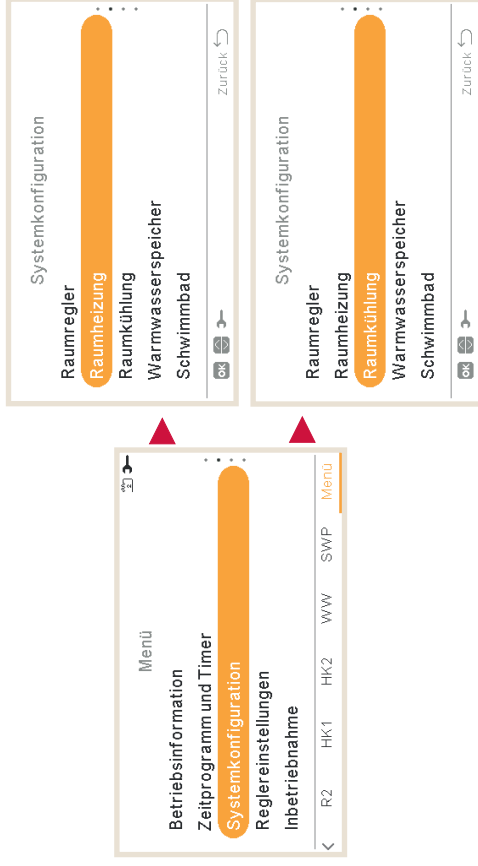 Menü
Betriebsinformation
Zeitprogramm und Timer
Systemkonfiguration
Reglereinstellungen
Inbetriebnahme
< R2 HK1 HK2 WW SWP Menü
Systemkonfiguration
Raumregler
Raumheizung
Raumkühlung
Warmwasserspeicher
Schwimmbad
OK Zurück
Systemkonfiguration
Raumregler
Raumheizung
Raumkühlung
Warmwasserspeicher
Schwimmbad
OK Zurück